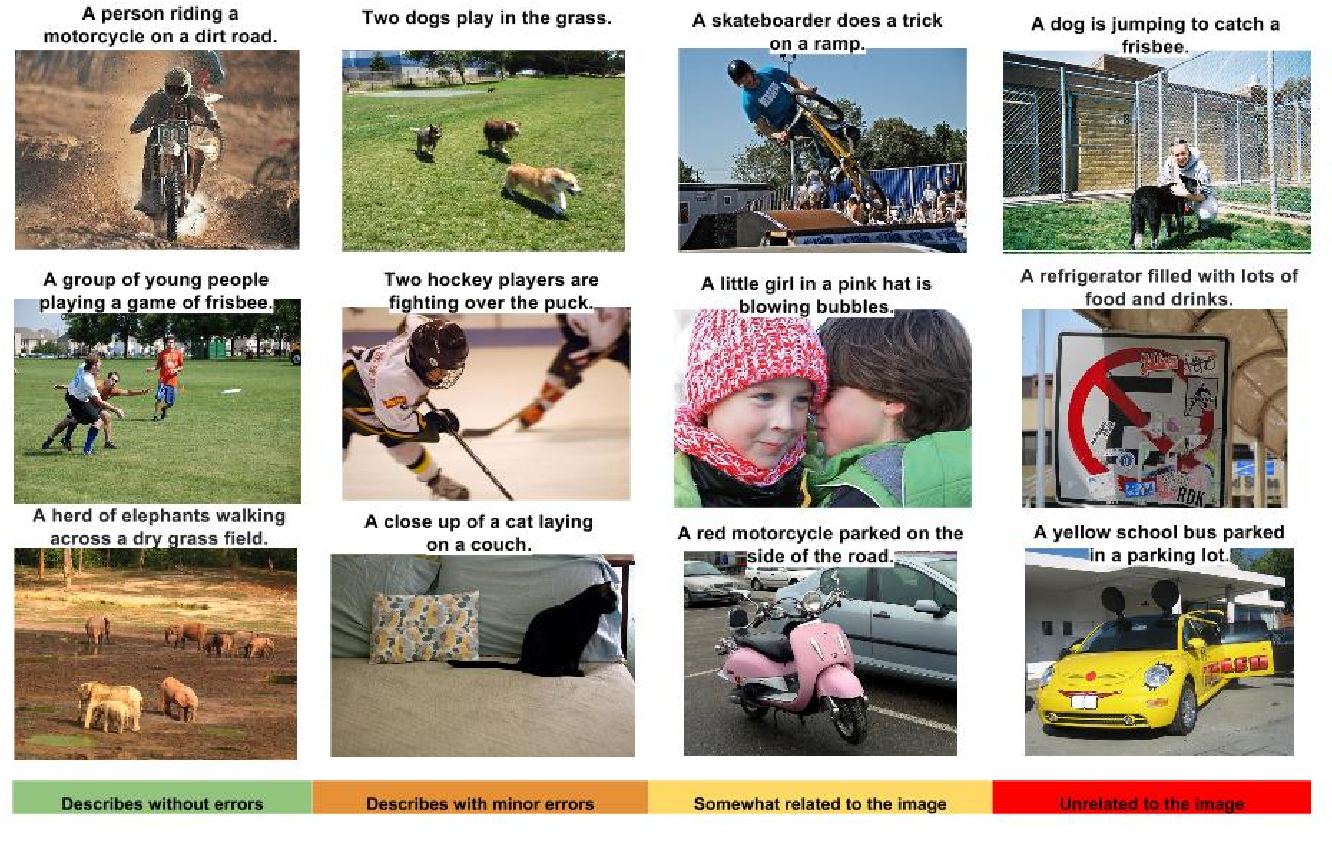 A person riding a
motorcycle on a dirt road.
Two dogs play in the grass.
A skateboarder does a trick
on a ramp.
A dog is jumping to catch a
frisbee.
A group of young people
playing a game of frisbee.
Two hockey players are
fighting over the puck.
A little girl in a pink hat is
blowing bubbles.
A refrigerator filled with lots of
food and drinks.
RDK
A herd of elephants walking
across a dry grass field.
A close up of a cat laying
on a couch.
A red motorcycle parked on the
side of the road.
A yellow school bus parked
in a parking lot.
Describes without errors
Describes with minor errors
Somewhat related to the image
Unrelated to the image